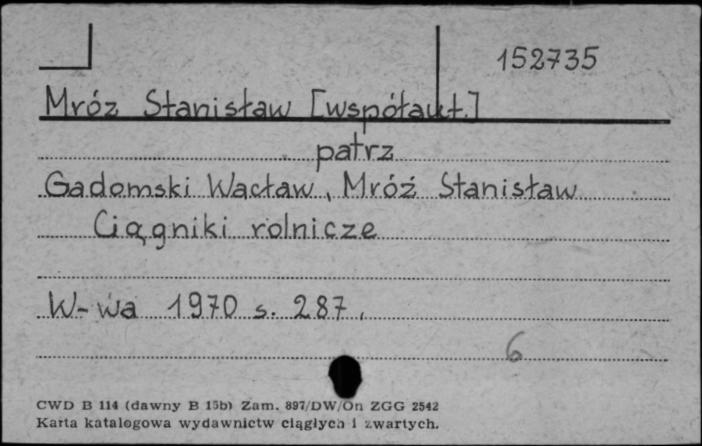 152735
Mróz Stanisław [współaut.]
patrz
Gadomski Wacław, Mróź Stanisław
Ciągniki rolnicze
W-wa 1970 s. 287,
6
CWD B 114 (dawny B 15b) Zam. 897/DW/On ZGG 2542
Karta katalogowa wydawnictw ciągłych i zwartych.